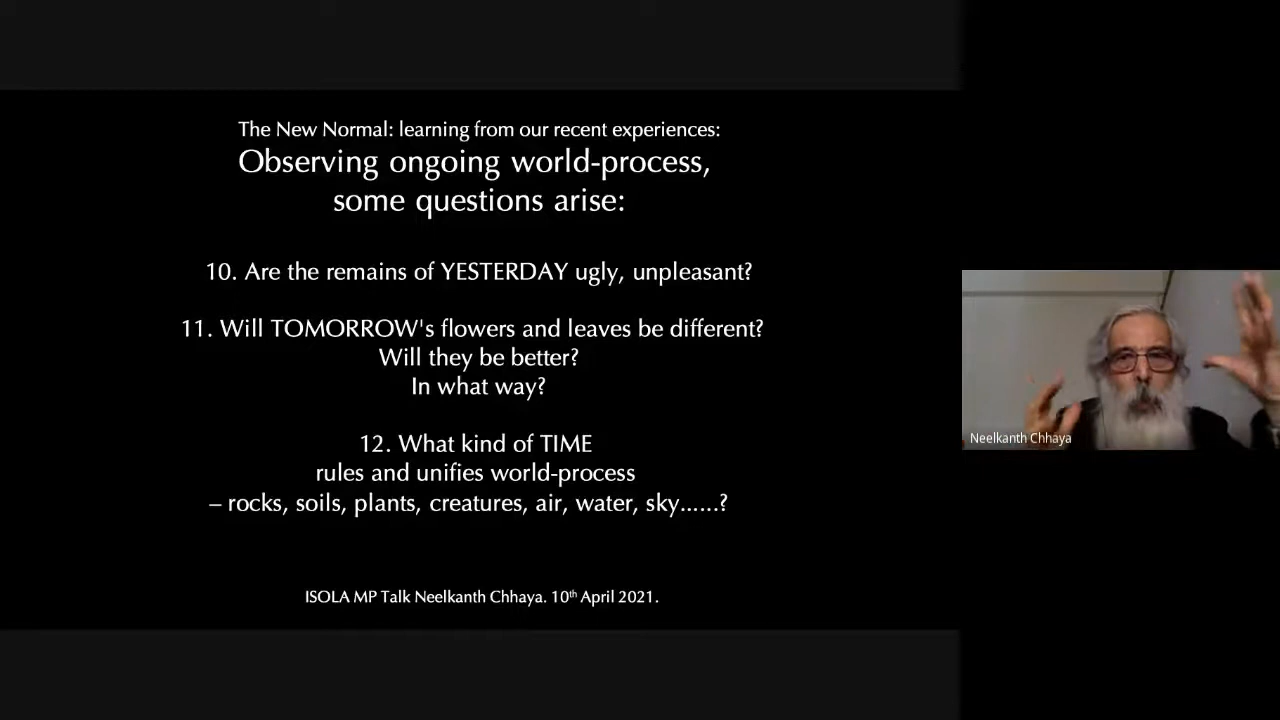 The New Normal: learning from our recent experiences:
Observing ongoing world-process,
some questions arise:
10. Are the remains of YESTERDAY ugly, unpleasant?
11. Will TOMORROW's flowers and leaves be different?
Will they be better?
In what way?
12. What kind of TIME
rules and unifies world-process
– rocks, soils, plants, creatures, air, water, sky......?
ISOLA MP Talk Neelkanth Chhaya. 10th April 2021.
Neelkanth Chhaya